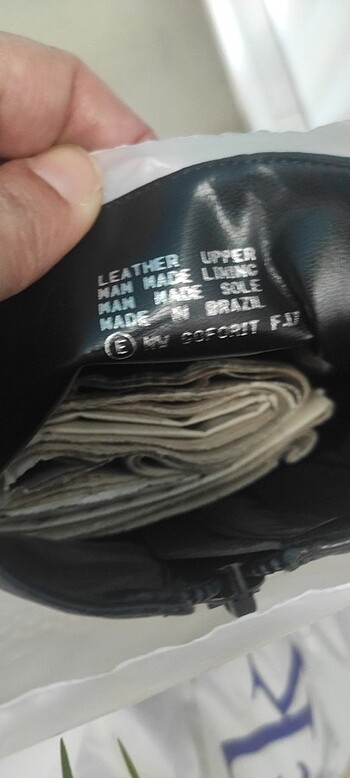 LEATHER UPPER
MAN MADE LINING
MAN MADE SOLE
MADE IN BRAZIL
E